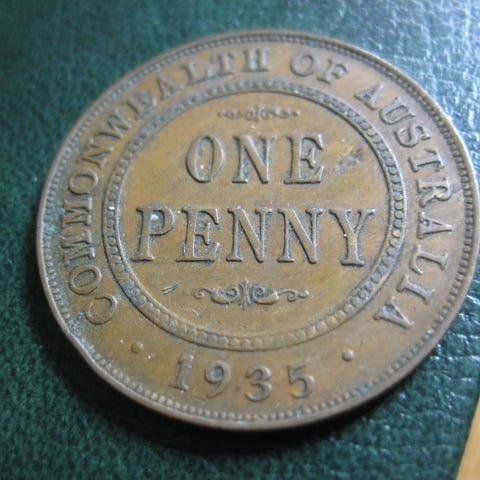 COMMONWEALTH OF AUSTRALIA
ONE
PENNY
· 1935 ·